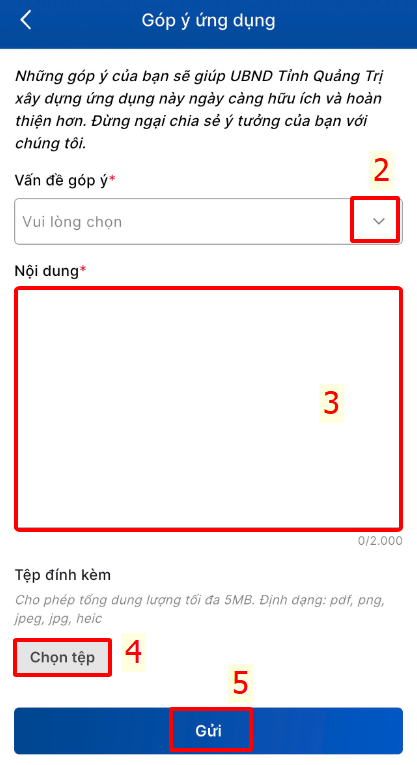 Góp ý ứng dụng
Những góp ý của bạn sẽ giúp UBND Tỉnh Quảng Trị
xây dựng ứng dụng này ngày càng hữu ích và hoàn
thiện hơn. Đừng ngại chia sẻ ý tưởng của bạn với
chúng tôi.
2
Vấn đề góp ý*
Vui lòng chọn
Nội dung*
3
0/2.000
Tệp đính kèm
Cho phép tổng dung lượng tối đa 5MB. Định dạng: pdf, png,
jpeg, jpg, heic
Chọn tệp
4
5
Gửi